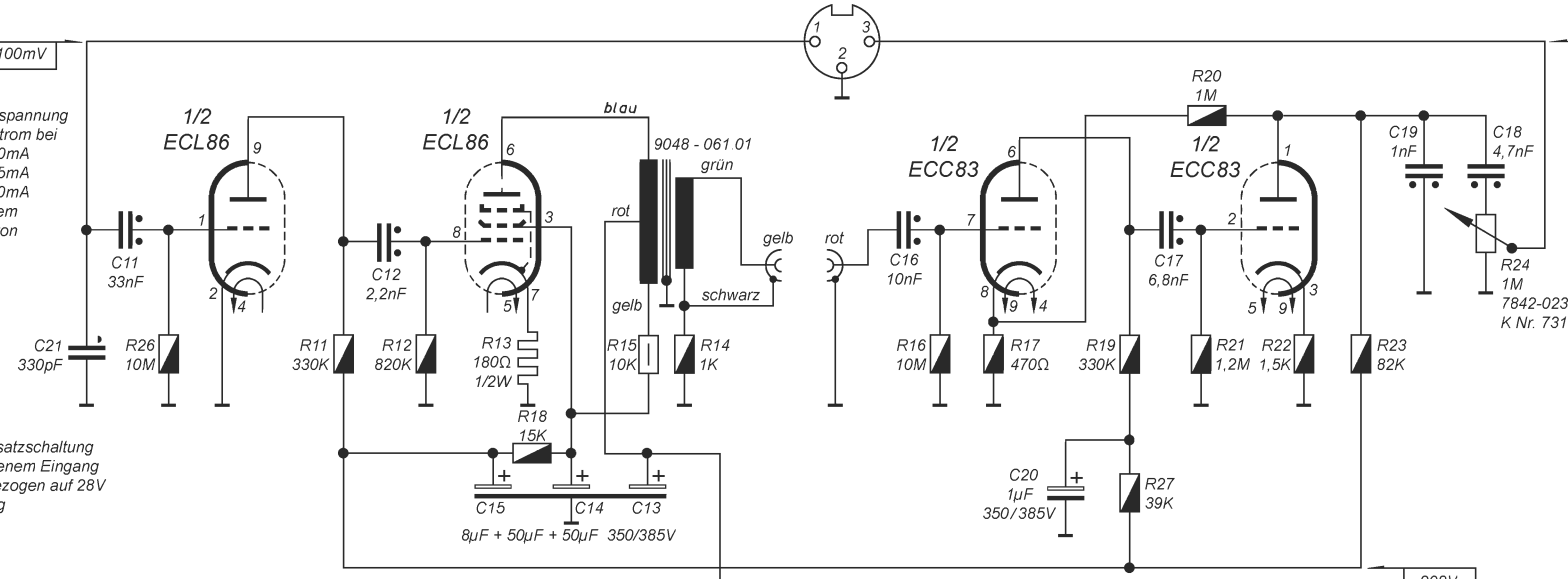 100mV
1
3
2
spannung
strom bei
0mA
5mA
0mA
em
on
1/2
ECL86
9
1
2
4
C11
33nF
C21
330pF
R26
10M
R11
330K
C12
2,2nF
R12
820K
1/2
ECL86
6
8
3
5
7
R13
180Ω
1/2W
blau
9048 - 061.01
grün
rot
gelb
schwarz
R15
10K
R14
1K
R18
15K
+
+
+
C15
C14
C13
8µF + 50µF + 50µF 350/385V
gelb
rot
C16
10nF
R16
10M
1/2
ECC83
6
7
8
9
4
R17
470Ω
R19
330K
C17
6,8nF
R20
1M
1/2
ECC83
1
2
3
5
9
R21
1,2M
R22
1,5K
R23
82K
C19
1nF
C18
4,7nF
R24
1M
7842-023
K Nr. 731
C20
1µF
350/385V
+
R27
39K
satzschaltung
enem Eingang
ezogen auf 28V
g